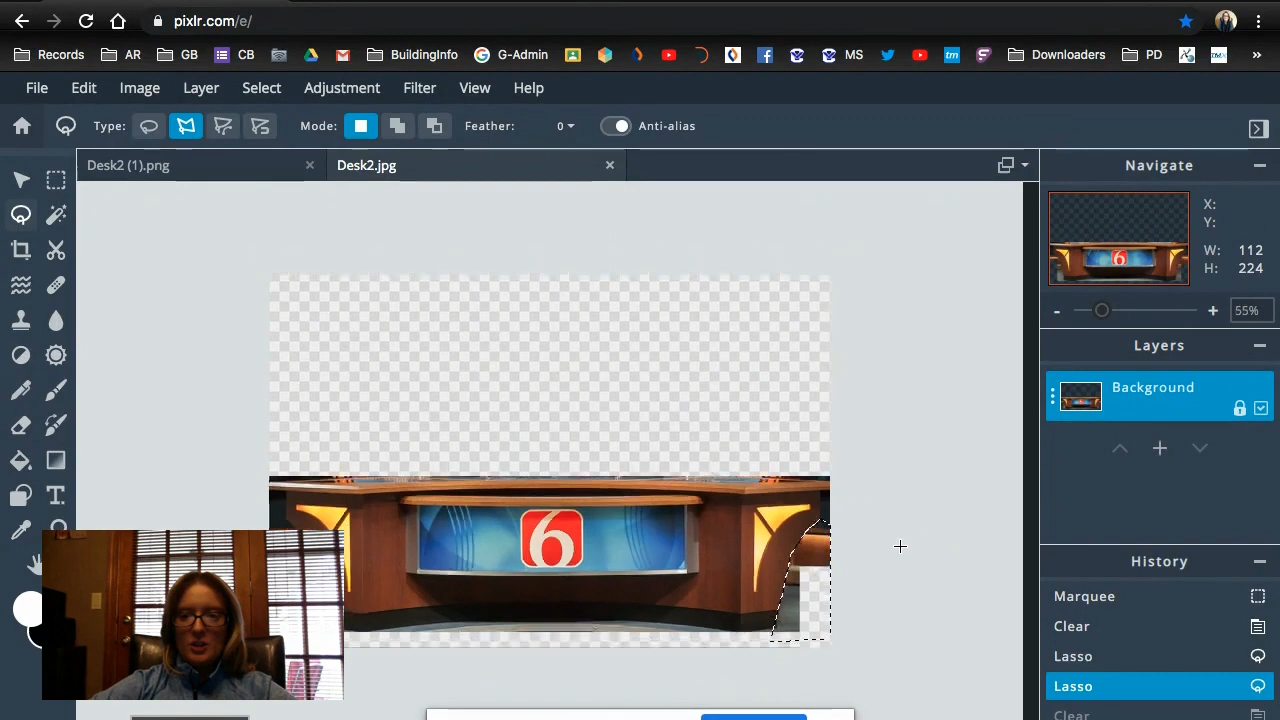 pixlr.com/e/
Records AR GB CB BuildingInfo G-Admin MS tm Downloaders PD TMX »
File Edit Image Layer Select Adjustment Filter View Help
Type: Mode: Feather: 0 Anti-alias
Desk2 (1).png × Desk2.jpg ×
Navigate
X:
Y:
W: 112
H: 224
- + 55%
Layers
Background
6
History
Marquee
Clear
Lasso
Lasso
Clear